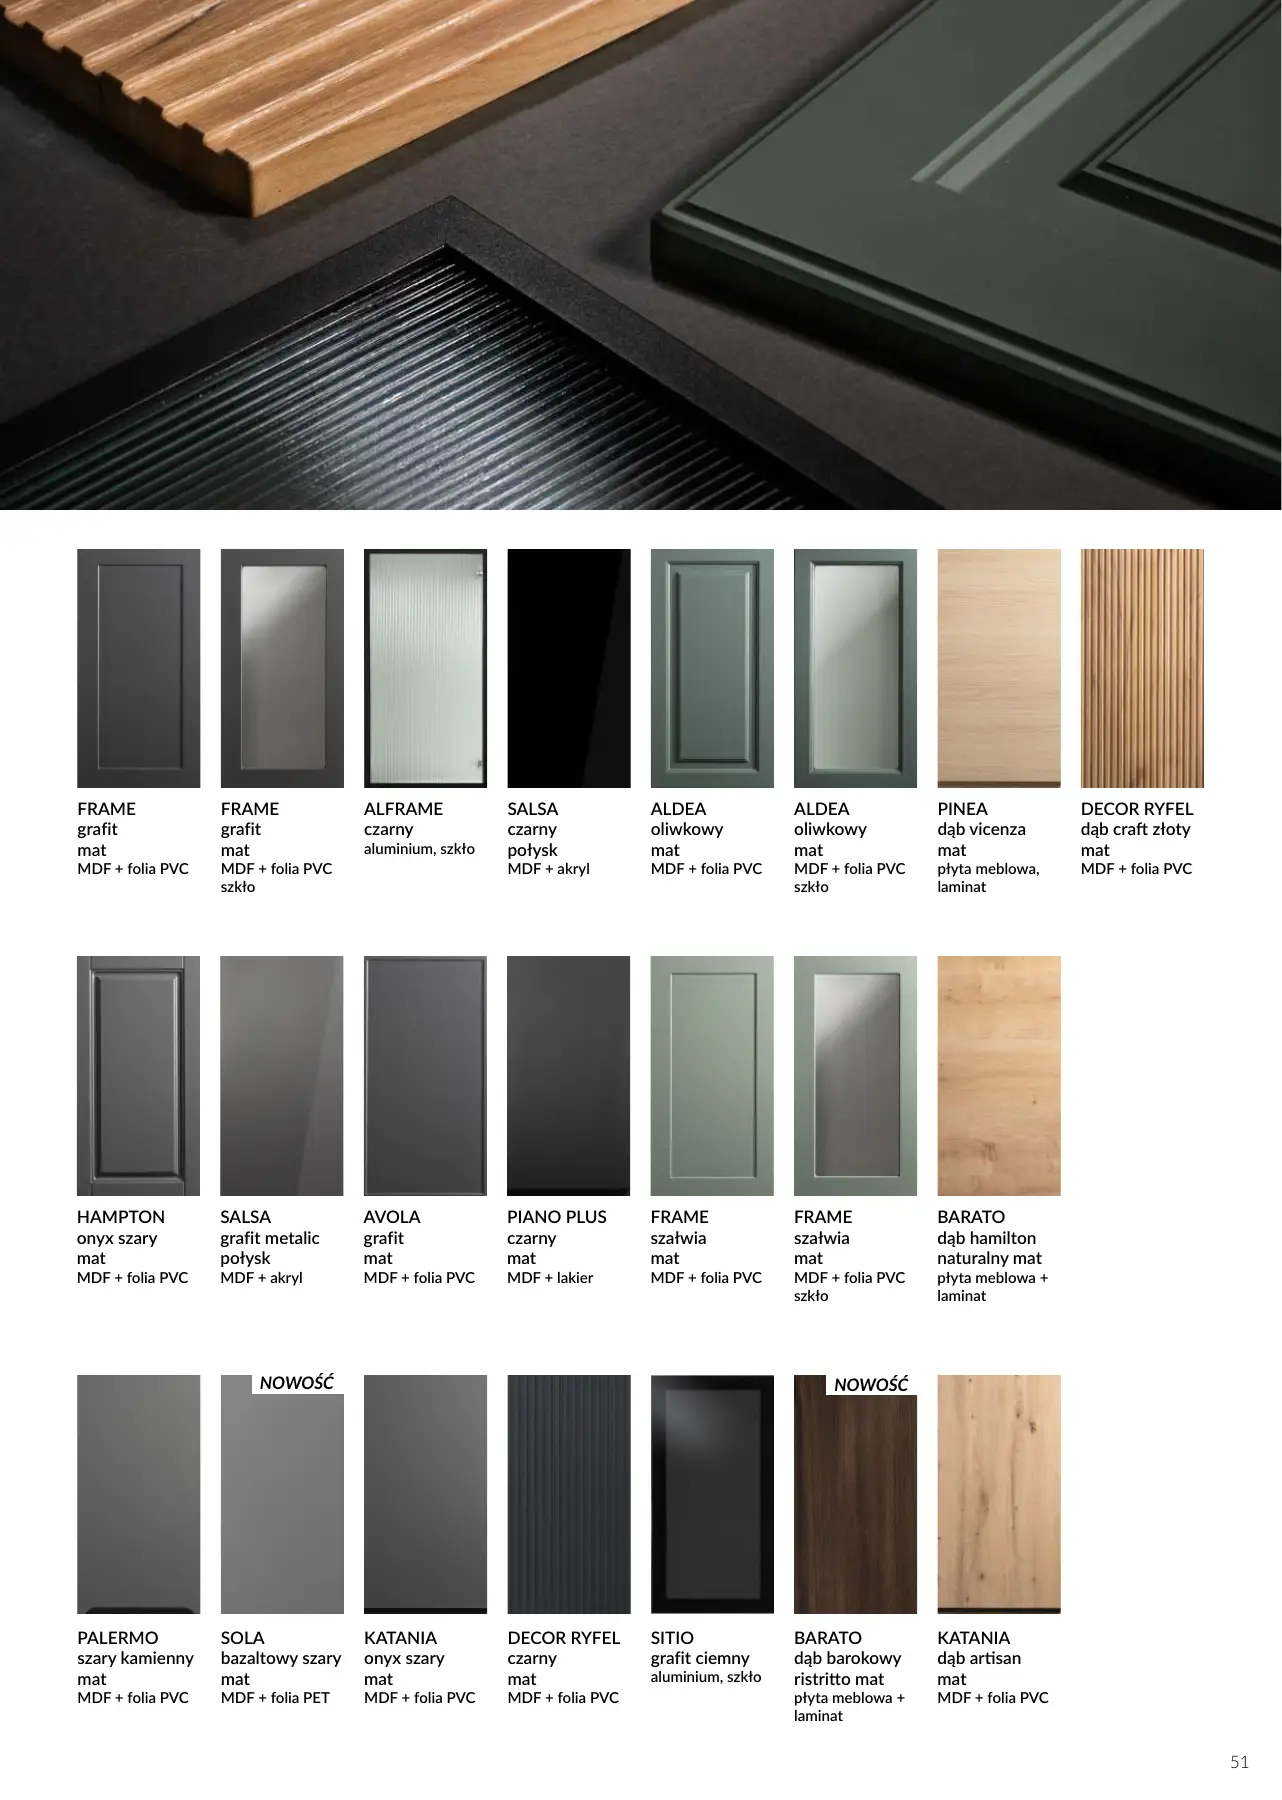 FRAME
grafit
mat
MDF + folia PVC
FRAME
grafit
mat
MDF + folia PVC
szkło
ALFRAME
czarny
aluminium, szkło
SALSA
czarny
połysk
MDF + akryl
ALDEA
oliwkowy
mat
MDF + folia PVC
ALDEA
oliwkowy
mat
MDF + folia PVC
szkło
PINEA
dąb vicenza
mat
płyta meblowa,
laminat
DECOR RYFEL
dąb craft złoty
mat
MDF + folia PVC
HAMPTON
onyx szary
mat
MDF + folia PVC
SALSA
grafit metalic
połysk
MDF + akryl
AVOLA
grafit
mat
MDF + folia PVC
PIANO PLUS
czarny
mat
MDF + lakier
FRAME
szałwia
mat
MDF + folia PVC
FRAME
szałwia
mat
MDF + folia PVC
szkło
BARATO
dąb hamilton
naturalny mat
płyta meblowa +
laminat
PALERMO
szary kamienny
mat
MDF + folia PVC
NOWOŚĆ
SOLA
bazaltowy szary
mat
MDF + folia PET
KATANIA
onyx szary
mat
MDF + folia PVC
DECOR RYFEL
czarny
mat
MDF + folia PVC
SITIO
grafit ciemny
aluminium, szkło
NOWOŚĆ
BARATO
dąb barokowy
ristritto mat
płyta meblowa +
laminat
KATANIA
dąb artisan
mat
MDF + folia PVC
51